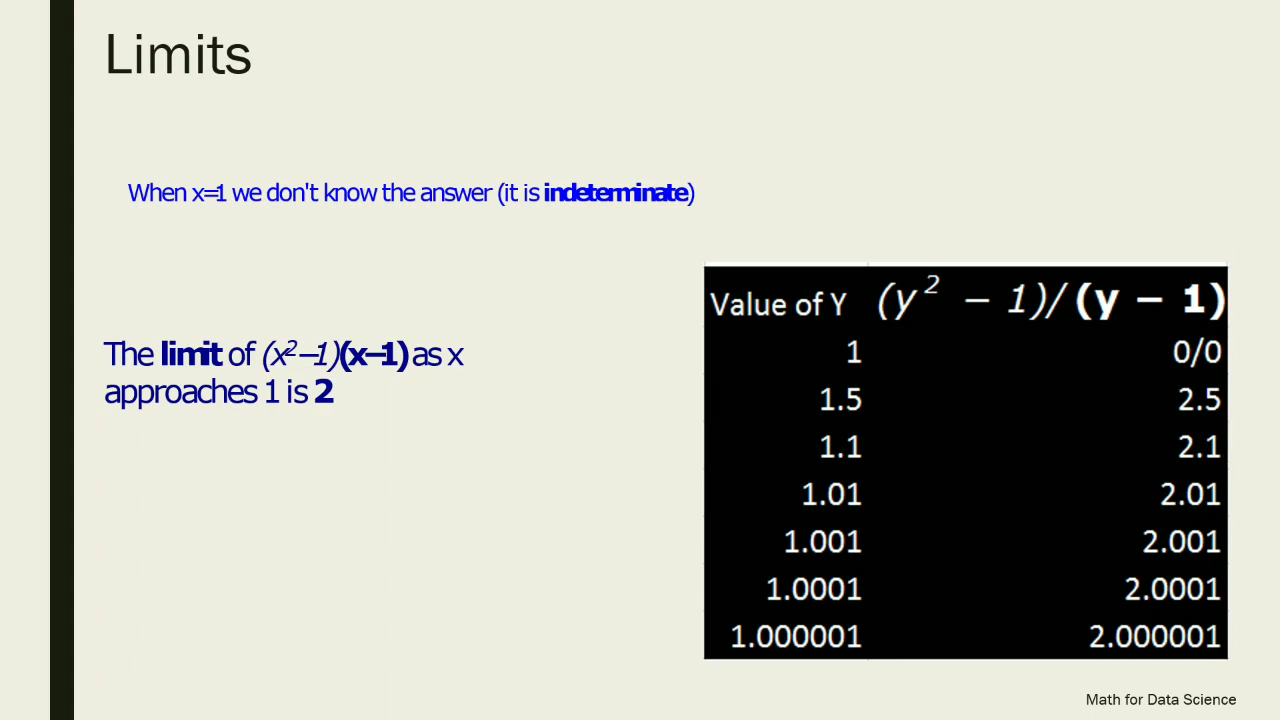 Limits
When x=1 we don't know the answer (it is indeterminate)
The limit of (x²−1)(x−1) as x
approaches 1 is 2
Value of Y (y² − 1)/(y − 1)
1 0/0
1.5 2.5
1.1 2.1
1.01 2.01
1.001 2.001
1.0001 2.0001
1.000001 2.000001
Math for Data Science